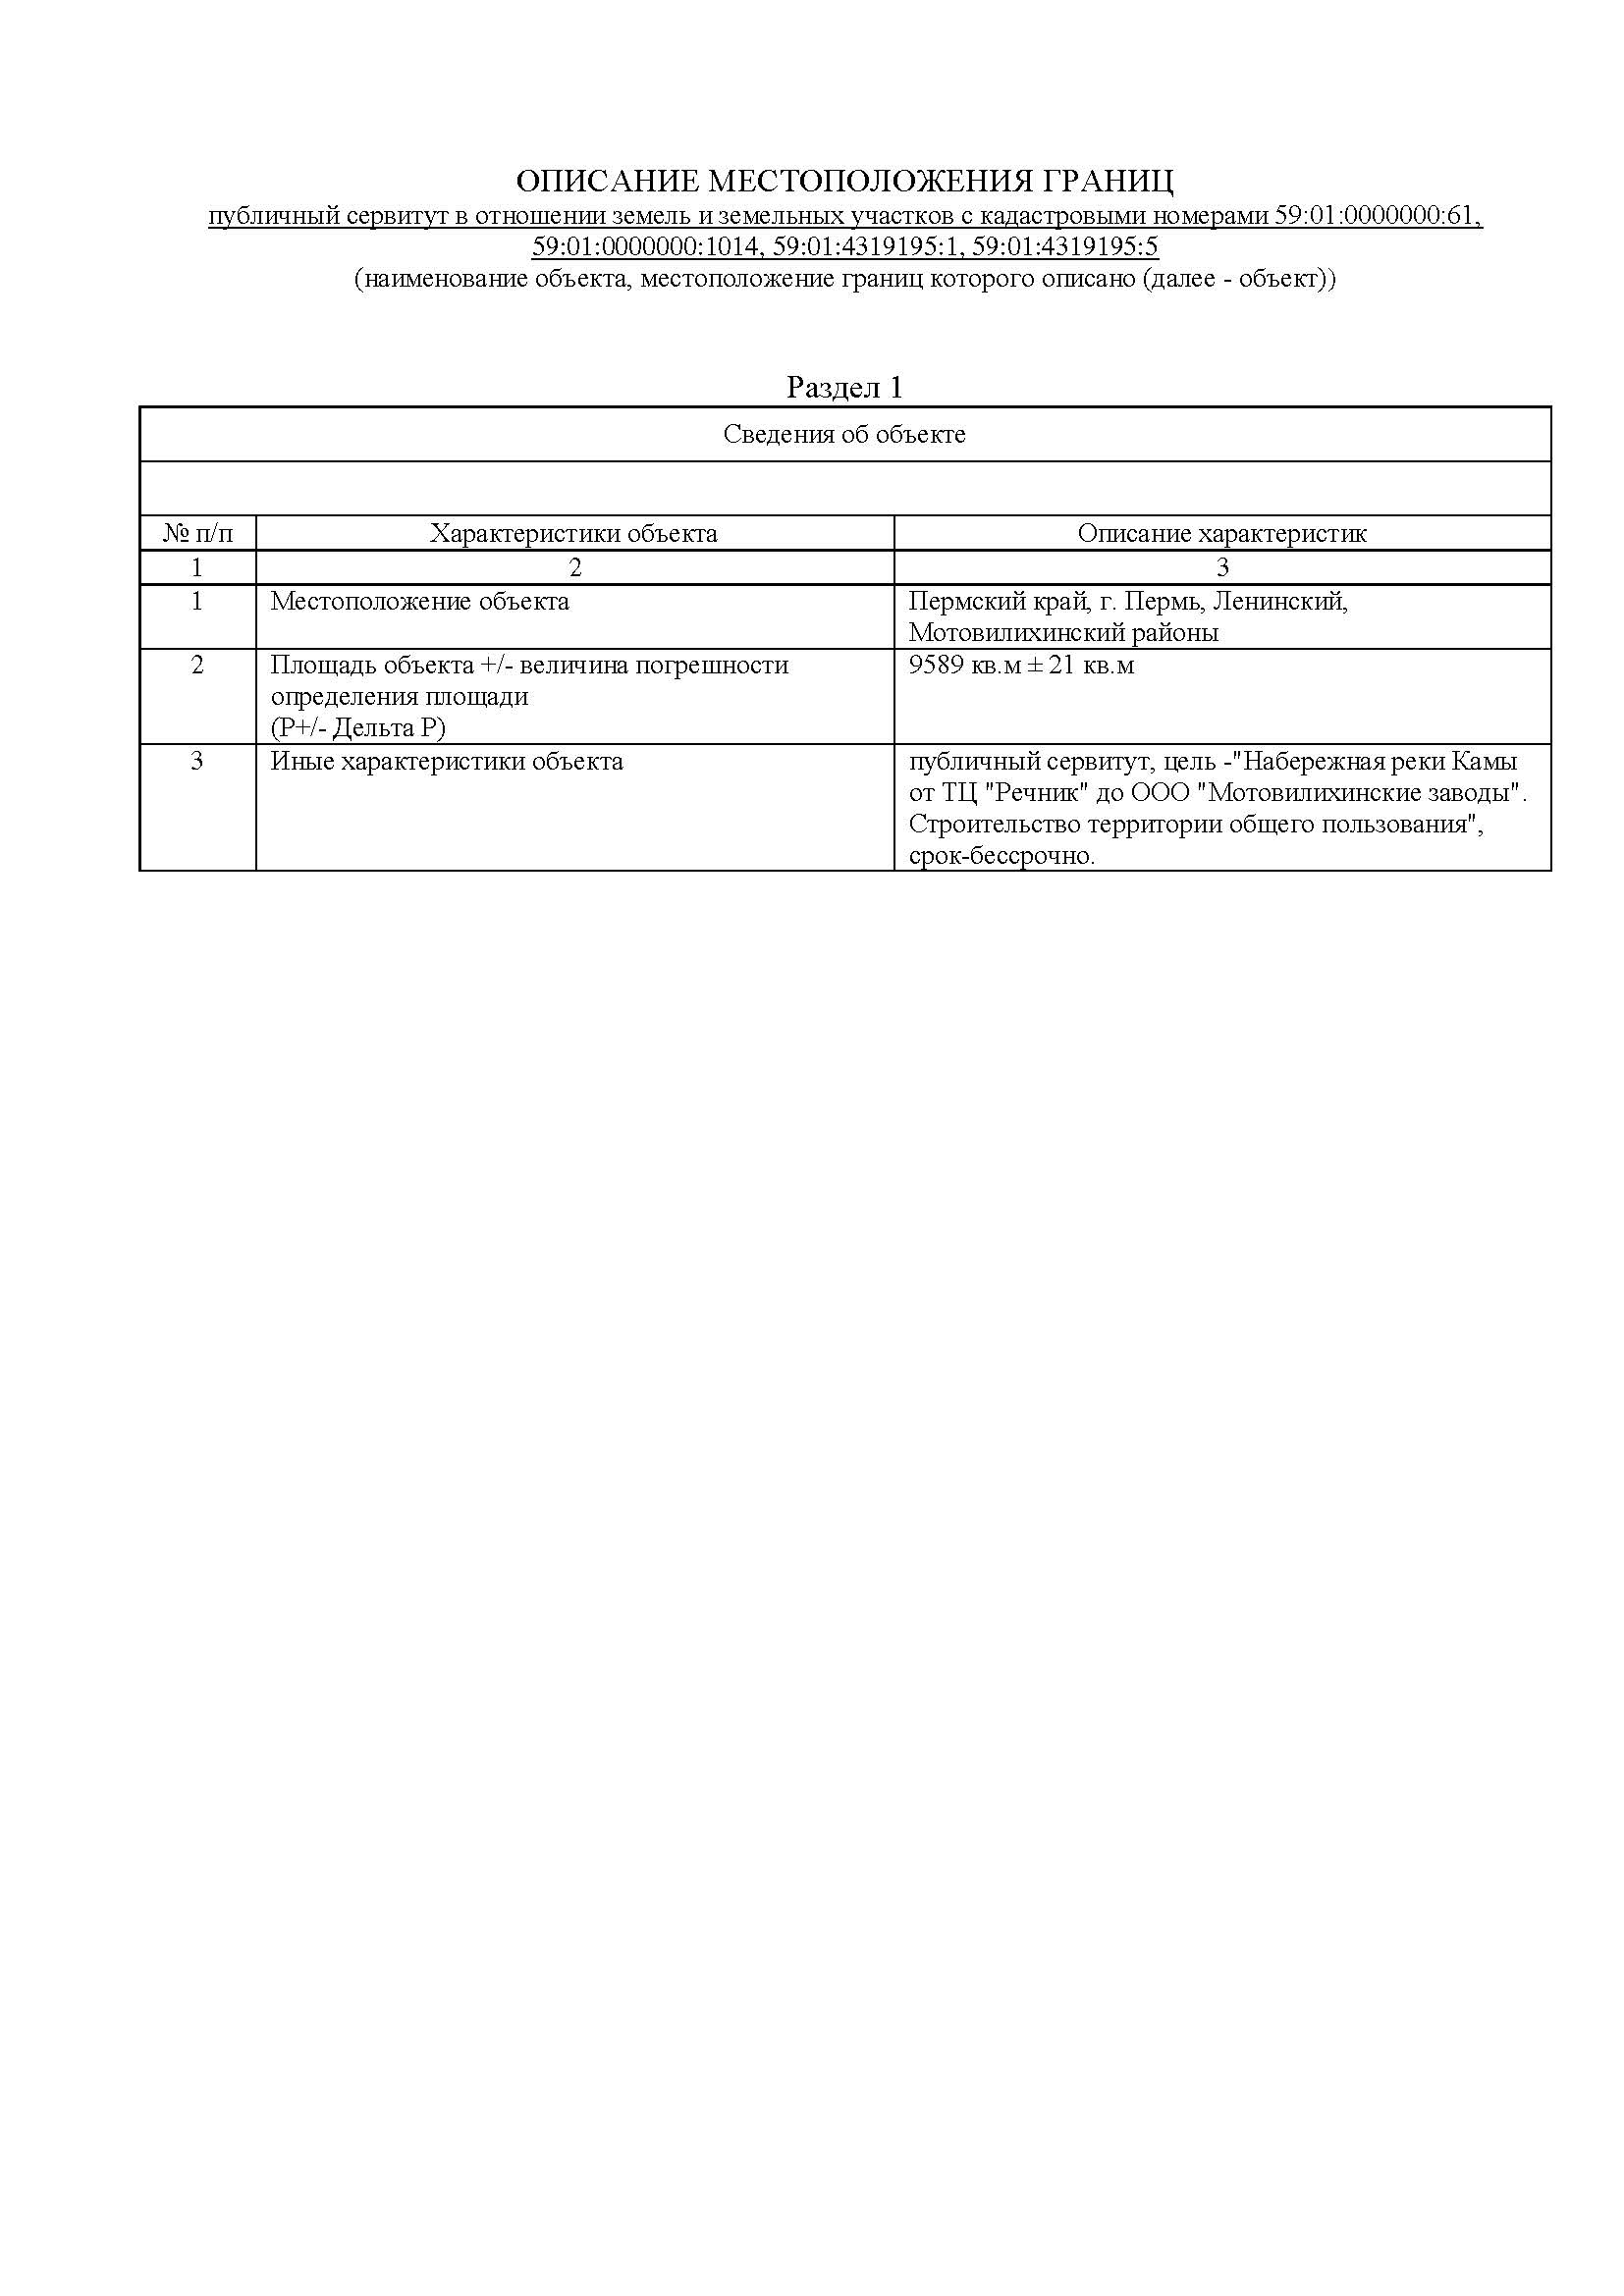 ОПИСАНИЕ МЕСТОПОЛОЖЕНИЯ ГРАНИЦ
публичный сервитут в отношении земель и земельных участков с кадастровыми номерами 59:01:0000000:61,
59:01:0000000:1014, 59:01:4319195:1, 59:01:4319195:5
(наименование объекта, местоположение границ которого описано (далее - объект))
Раздел 1
Сведения об объекте
№ п/п Характеристики объекта Описание характеристик
1 2 3
1 Местоположение объекта Пермский край, г. Пермь, Ленинский,
Мотовилихинский районы
2 Площадь объекта +/- величина погрешности 9589 кв.м ± 21 кв.м
определения площади
(Р+/- Дельта Р)
3 Иные характеристики объекта публичный сервитут, цель -"Набережная реки Камы
от ТЦ "Речник" до ООО "Мотовилихинские заводы".
Строительство территории общего пользования",
срок-бессрочно.